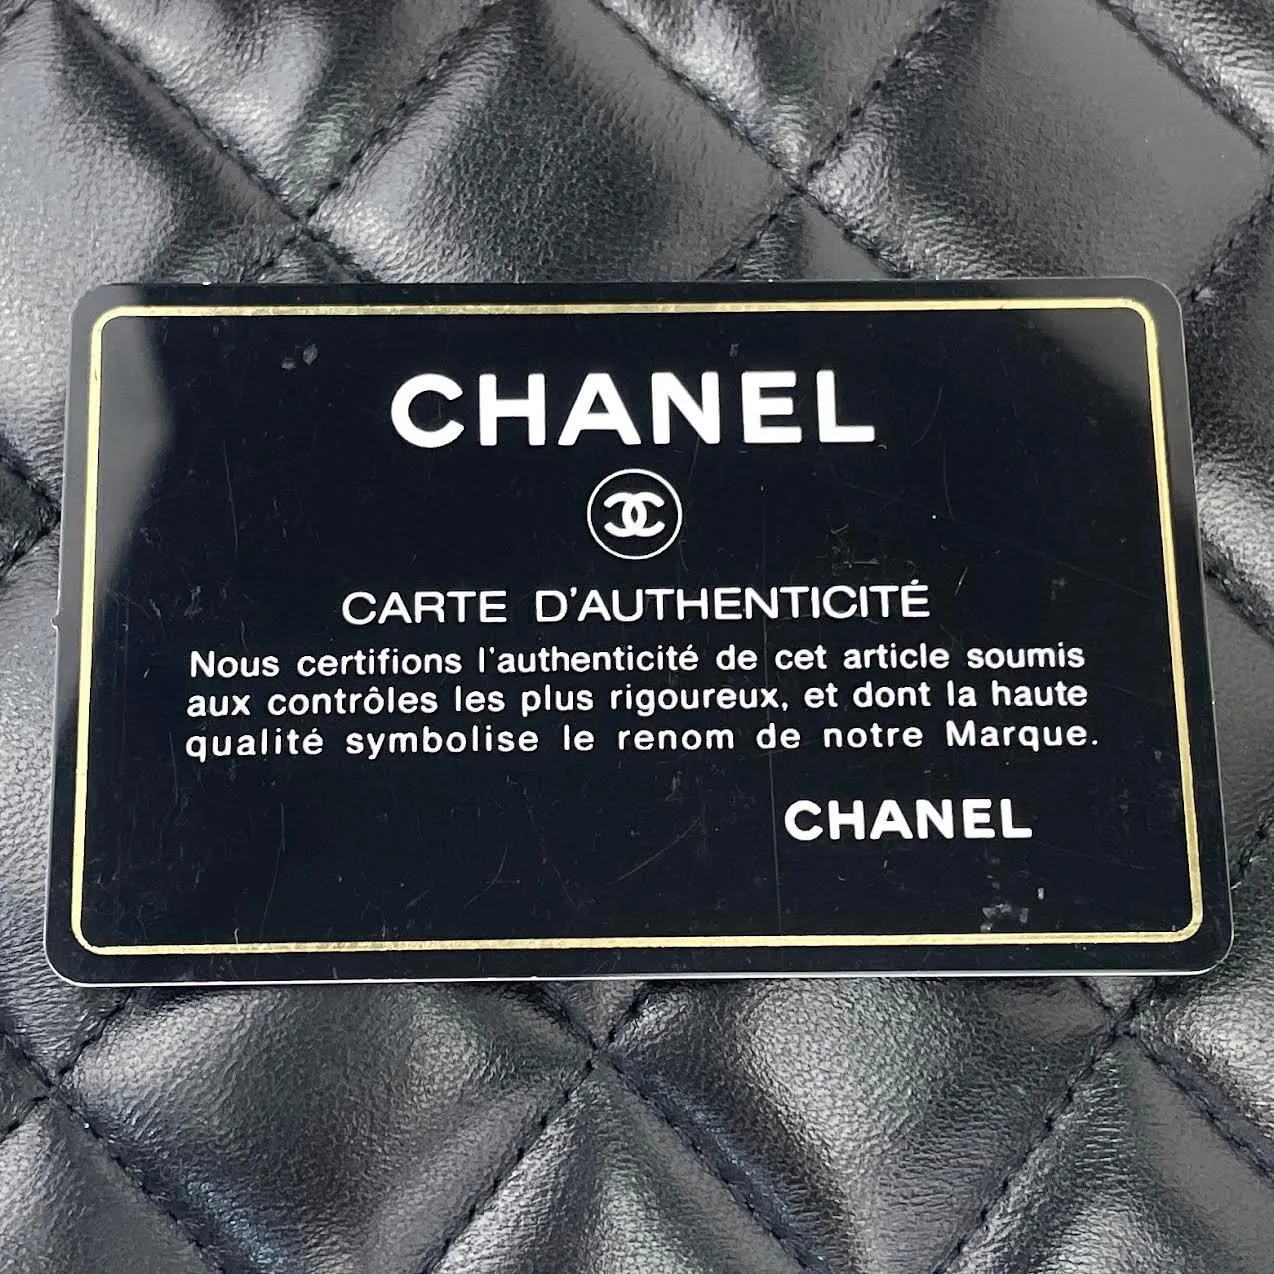 CHANEL
CARTE D'AUTHENTICITÉ
Nous certifions l'authenticité de cet article soumis
aux contrôles les plus rigoureux, et dont la haute
qualité symbolise le renom de notre Marque.
CHANEL